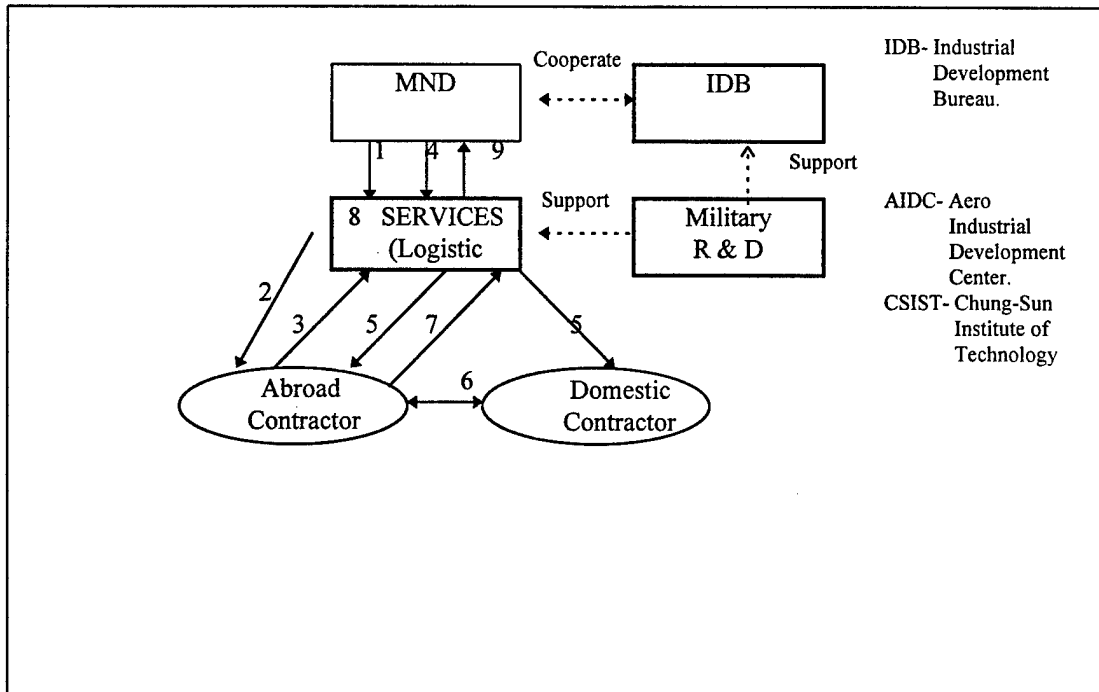 Cooperate
MND
IDB
1 4 9
Support
8 SERVICES
(Logistic
Support
Military
R & D
2
3
5
7
5
Abroad
Contractor
6
Domestic
Contractor
IDB- Industrial
Development
Bureau.
AIDC- Aero
Industrial
Development
Center.
CSIST- Chung-Sun
Institute of
Technology